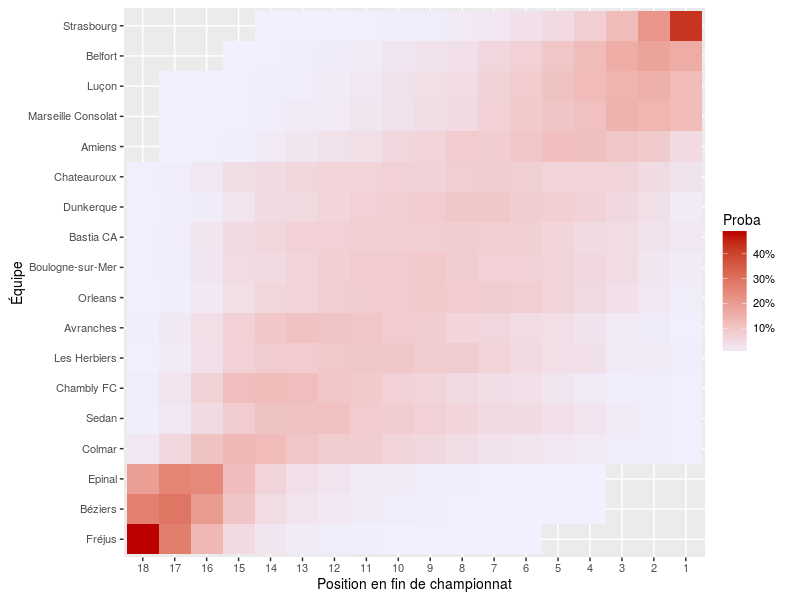 Équipe
Strasbourg
Belfort
Luçon
Marseille Consolat
Amiens
Chateauroux
Dunkerque
Bastia CA
Boulogne-sur-Mer
Orleans
Avranches
Les Herbiers
Chambly FC
Sedan
Colmar
Epinal
Béziers
Fréjus
18 17 16 15 14 13 12 11 10 9 8 7 6 5 4 3 2 1
Position en fin de championnat
Proba
40%
30%
20%
10%